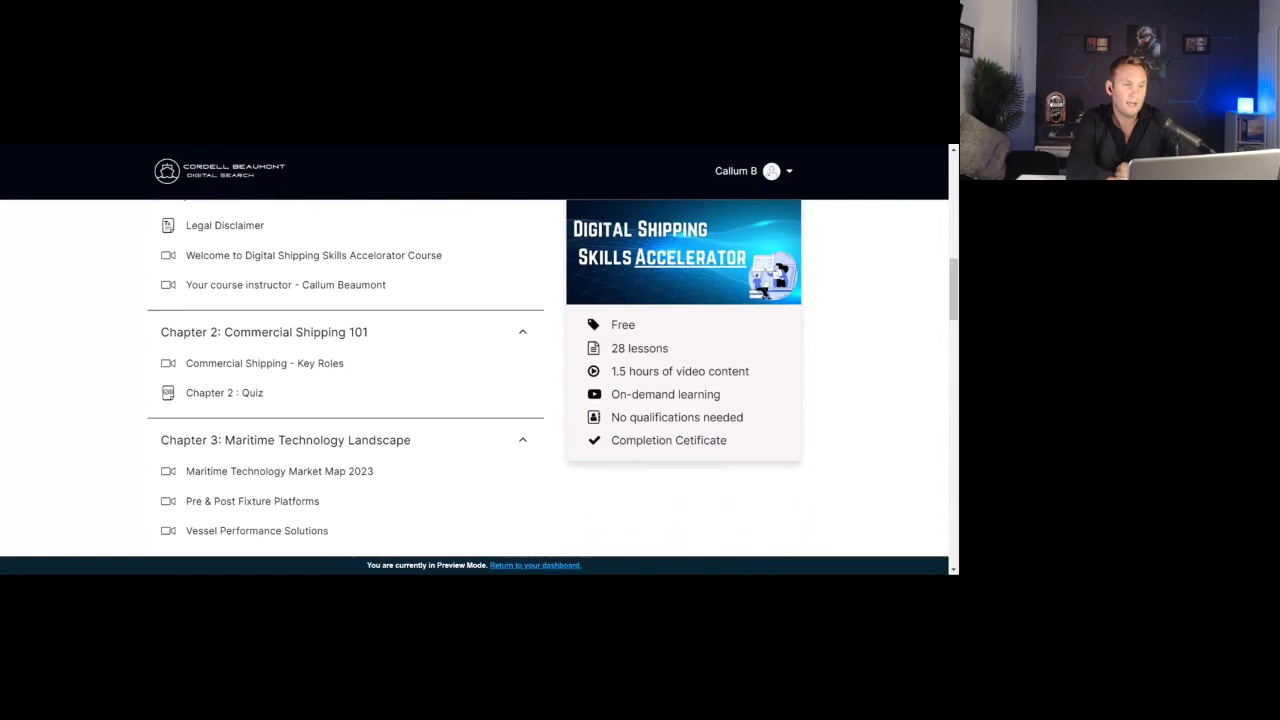 CORDELL BEAUMONT
DIGITAL SEARCH
Callum B
Legal Disclaimer
Welcome to Digital Shipping Skills Accelorator Course
Your course instructor - Callum Beaumont
Chapter 2: Commercial Shipping 101
Commercial Shipping - Key Roles
Chapter 2 : Quiz
Chapter 3: Maritime Technology Landscape
Maritime Technology Market Map 2023
Pre & Post Fixture Platforms
Vessel Performance Solutions
DIGITAL SHIPPING
SKILLS ACCELERATOR
Free
28 lessons
1.5 hours of video content
On-demand learning
No qualifications needed
Completion Cetificate
You are currently in Preview Mode. Return to your dashboard.